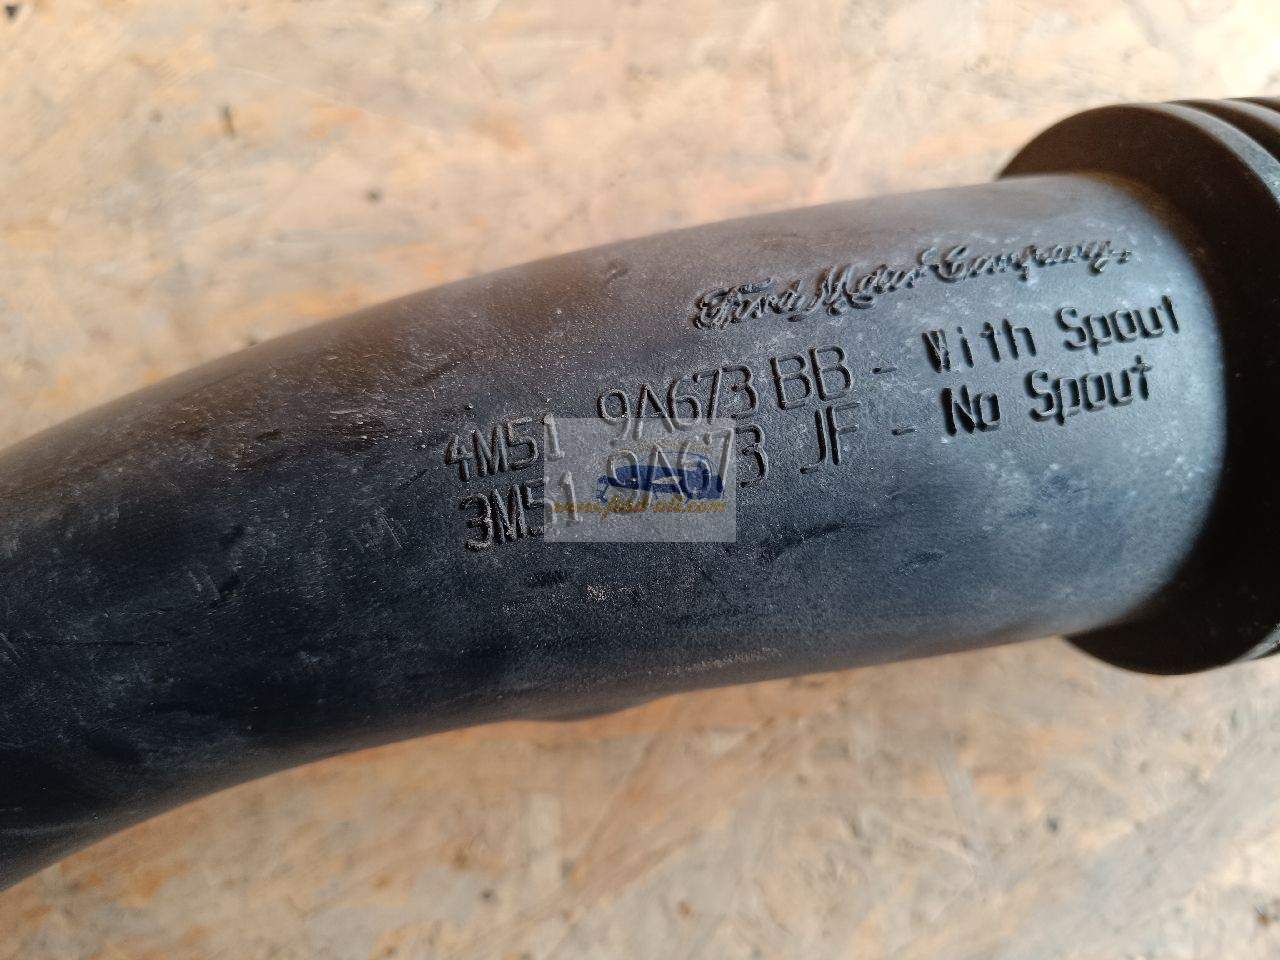 Ford Motor Company.
4M51 9A673 BB - With Spout
3M51 9A673 JF - No Spout